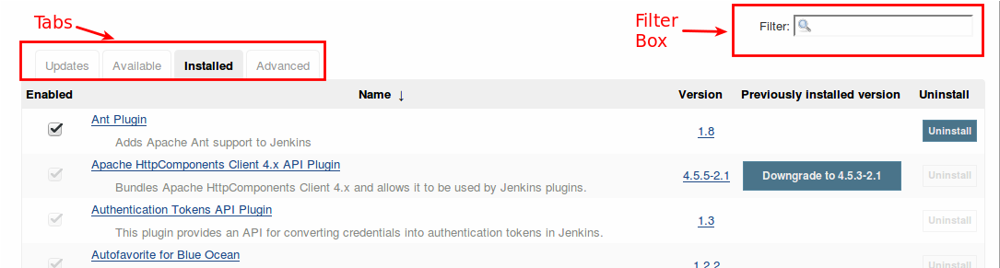 Tabs
Filter
Box
Filter:
Updates Available Installed Advanced
Enabled Name ↓ Version Previously installed version Uninstall
Ant Plugin
Adds Apache Ant support to Jenkins
1.8 Uninstall
Apache HttpComponents Client 4.x API Plugin
Bundles Apache HttpComponents Client 4.x and allows it to be used by Jenkins plugins.
4.5.5-2.1 Downgrade to 4.5.3-2.1 Uninstall
Authentication Tokens API Plugin
This plugin provides an API for converting credentials into authentication tokens in Jenkins.
1.3 Uninstall
Autofavorite for Blue Ocean
1.2.2 Uninstall